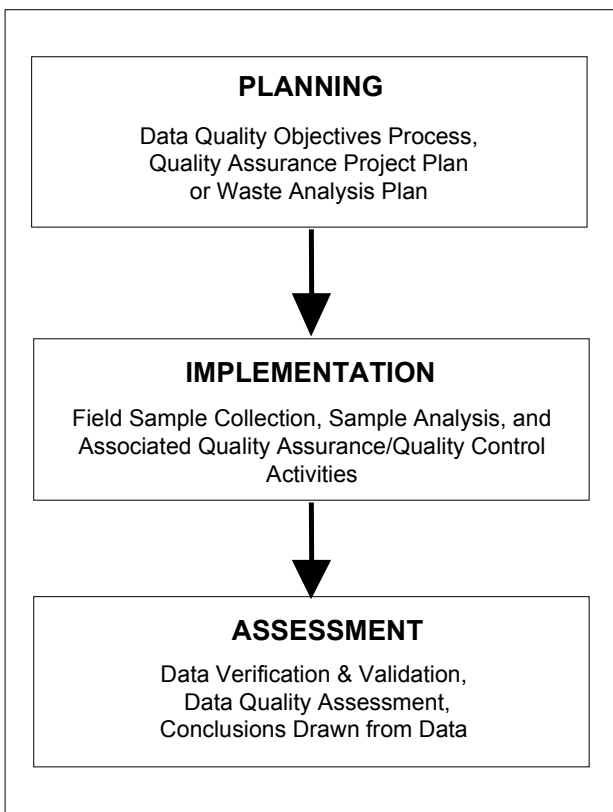 PLANNING
Data Quality Objectives Process,
Quality Assurance Project Plan
or Waste Analysis Plan
IMPLEMENTATION
Field Sample Collection, Sample Analysis, and
Associated Quality Assurance/Quality Control
Activities
ASSESSMENT
Data Verification & Validation,
Data Quality Assessment,
Conclusions Drawn from Data